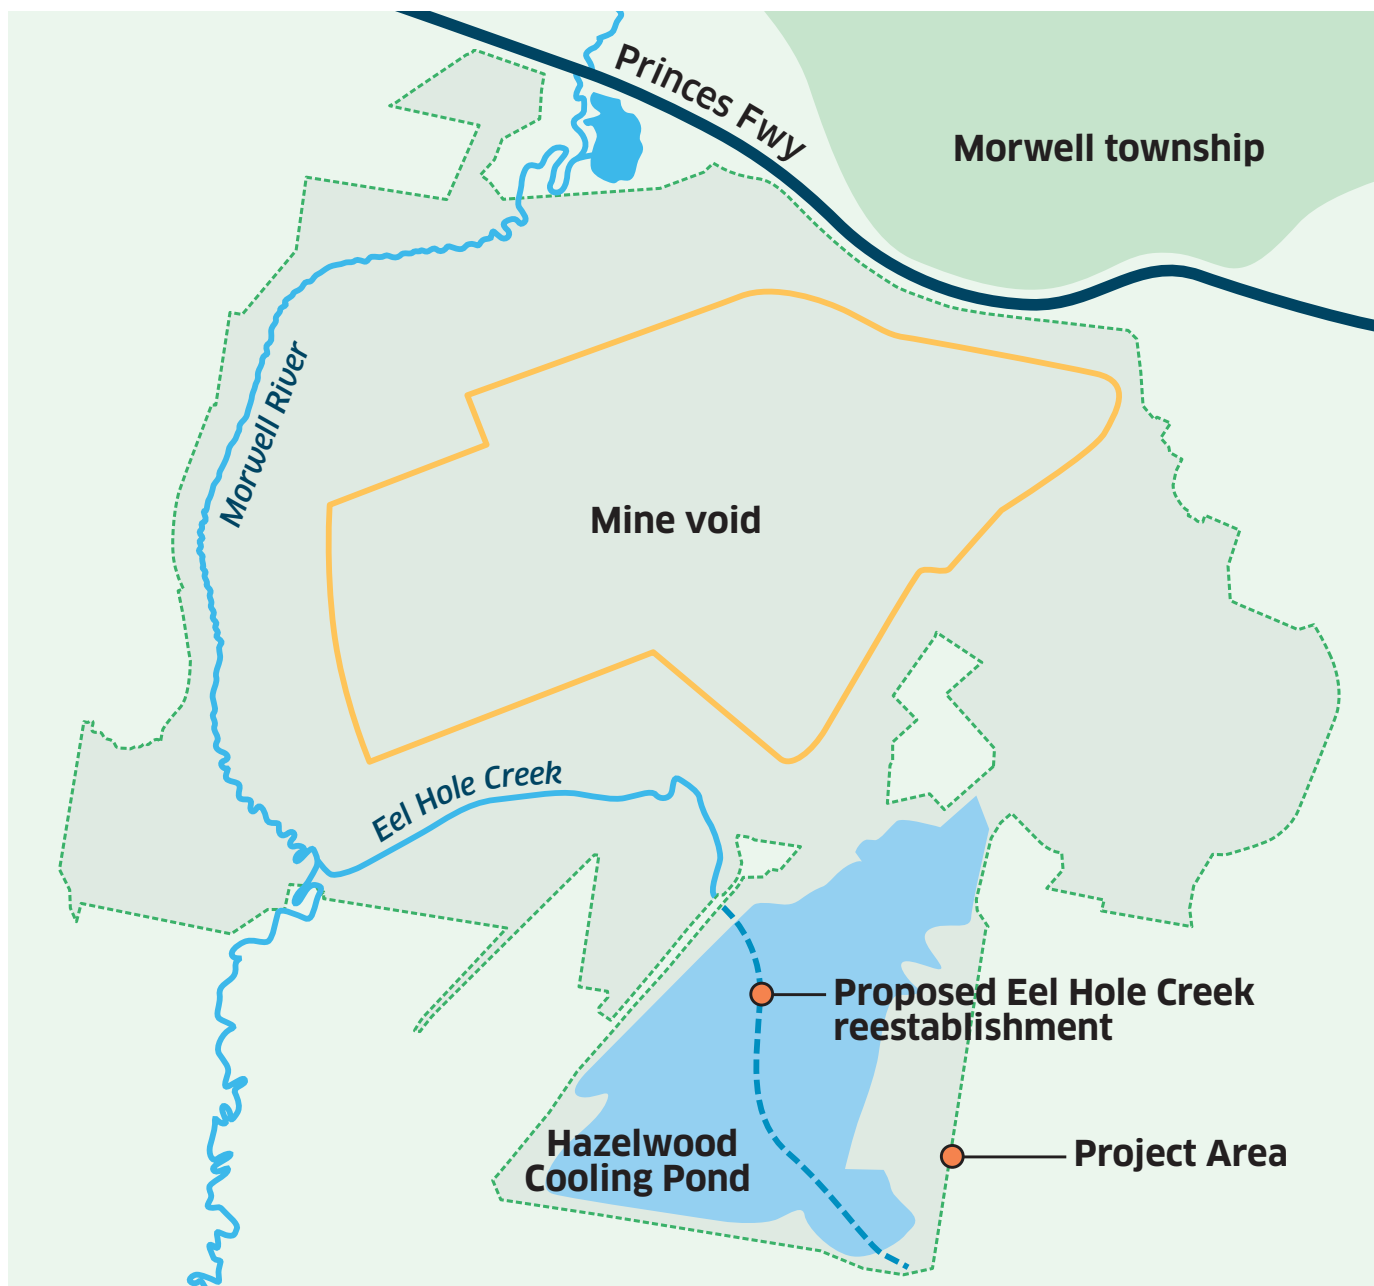 Princes Fwy
Morwell township
Morwell River
Mine void
Eel Hole Creek
Proposed Eel Hole Creek
reestablishment
Hazelwood
Cooling Pond
Project Area